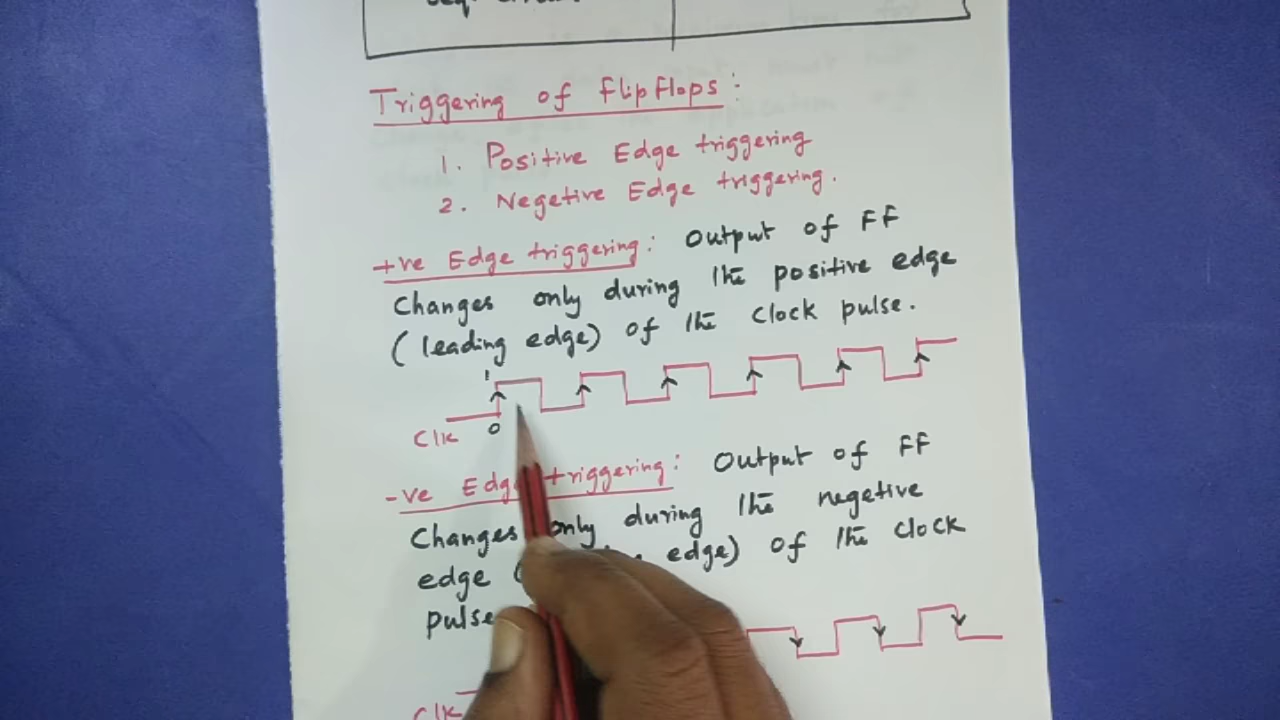 Triggering of FlipFlops:
1. Positive Edge triggering
2. Negetive Edge triggering.
+ve Edge triggering: Output of FF
Changes only during the positive edge
(leading edge) of the clock pulse.
1
Clk 0
-ve Edge triggering: Output of FF
Changes only during the negetive
edge ( edge) of the clock
pulse
Clk